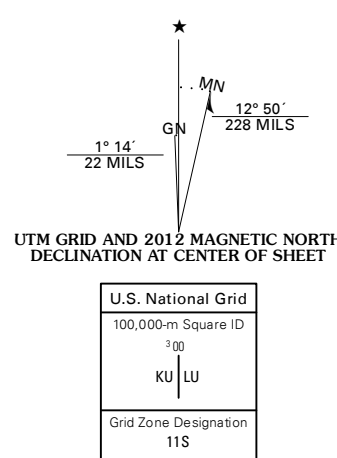 ★
MN
GN
12° 50´
228 MILS
1° 14´
22 MILS
UTM GRID AND 2012 MAGNETIC NORTH
DECLINATION AT CENTER OF SHEET
U.S. National Grid
100,000-m Square ID
³00
KU LU
Grid Zone Designation
11S